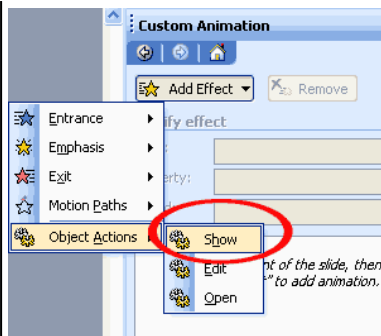 Custom Animation
Add Effect
Remove
Entrance
Emphasis
Exit
Motion Paths
Object Actions
ify effect
erty:
Show
Edit
Open
nt of the slide, then
" to add animation.